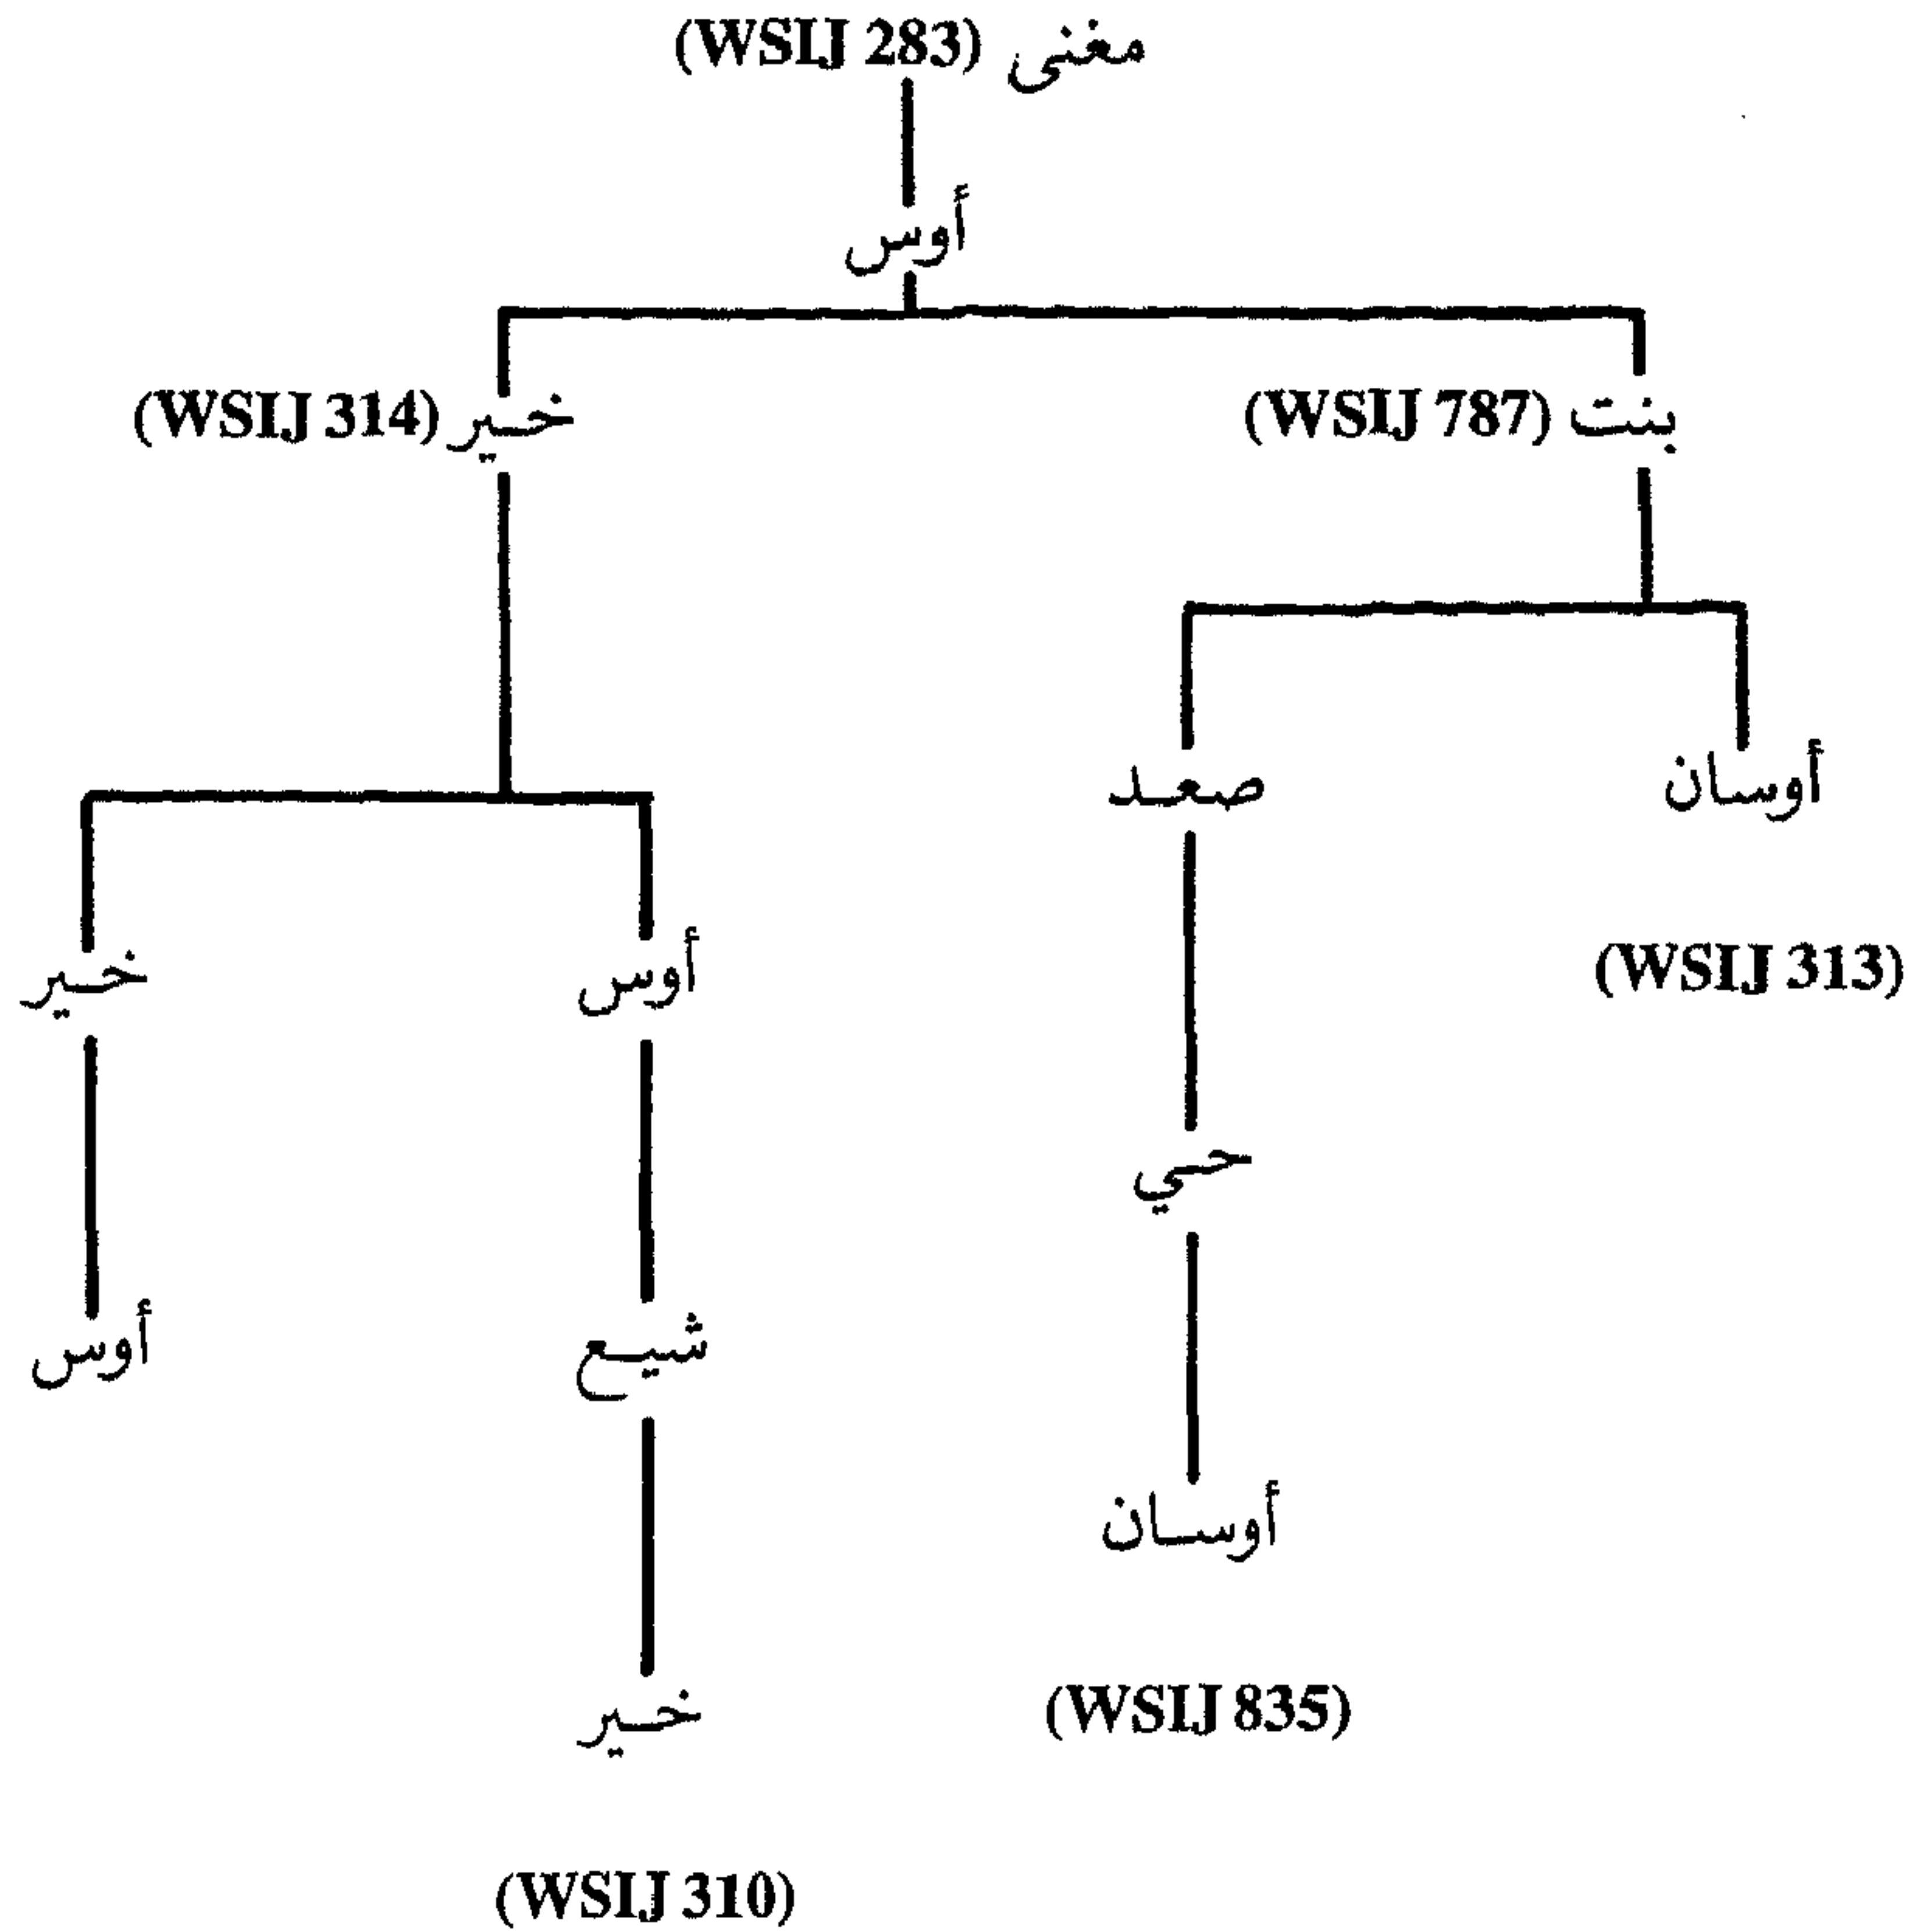 مغنى (WSIJ 283)
أوس
بنت (WSIJ 787) خير (WSIJ 314)
أوسان صعد
(WSIJ 313) أوس خير
حي
شيع أوس
أوسان
(WSIJ 835) خير
(WSIJ 310)